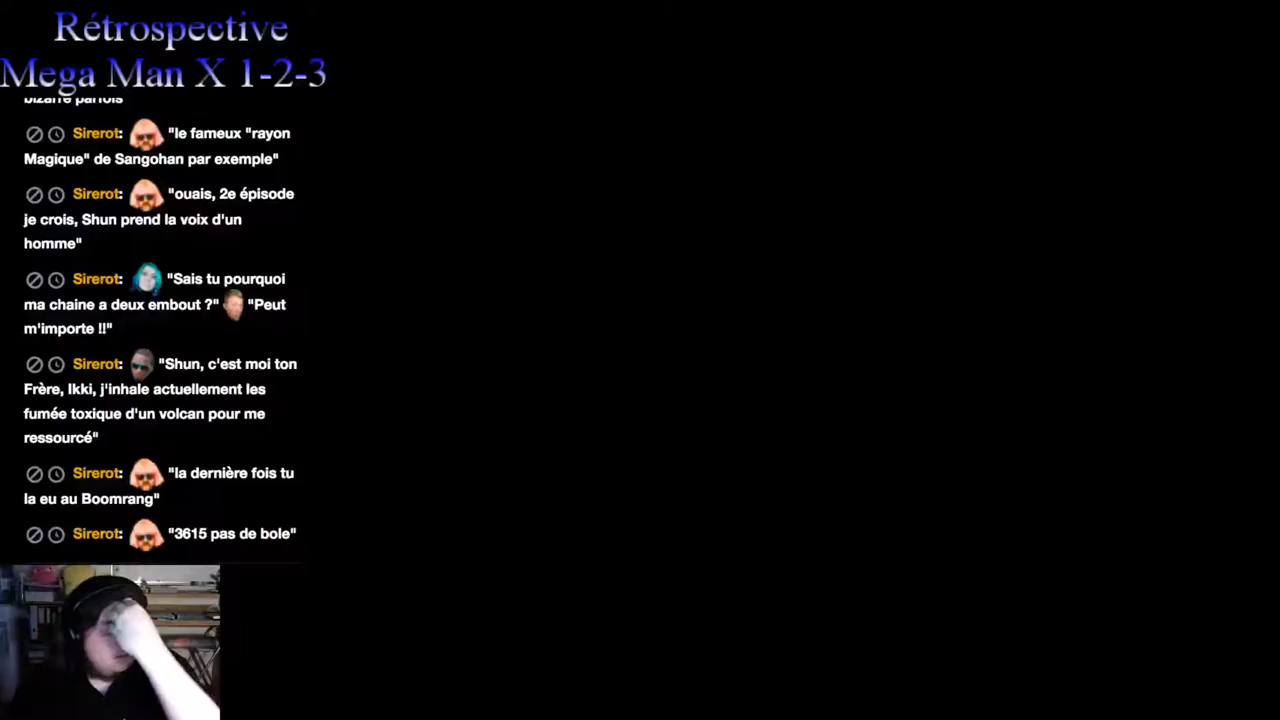 Rétrospective
Mega Man X 1-2-3
bizarre parfois
Sirerot: "le fameux "rayon
Magique" de Sangohan par exemple"
Sirerot: "ouais, 2e épisode
je crois, Shun prend la voix d'un
homme"
Sirerot: "Sais tu pourquoi
ma chaine a deux embout ?" "Peut
m'importe !!"
Sirerot: "Shun, c'est moi ton
Frère, Ikki, j'inhale actuellement les
fumée toxique d'un volcan pour me
ressourcé"
Sirerot: "la dernière fois tu
la eu au Boomrang"
Sirerot: "3615 pas de bole"